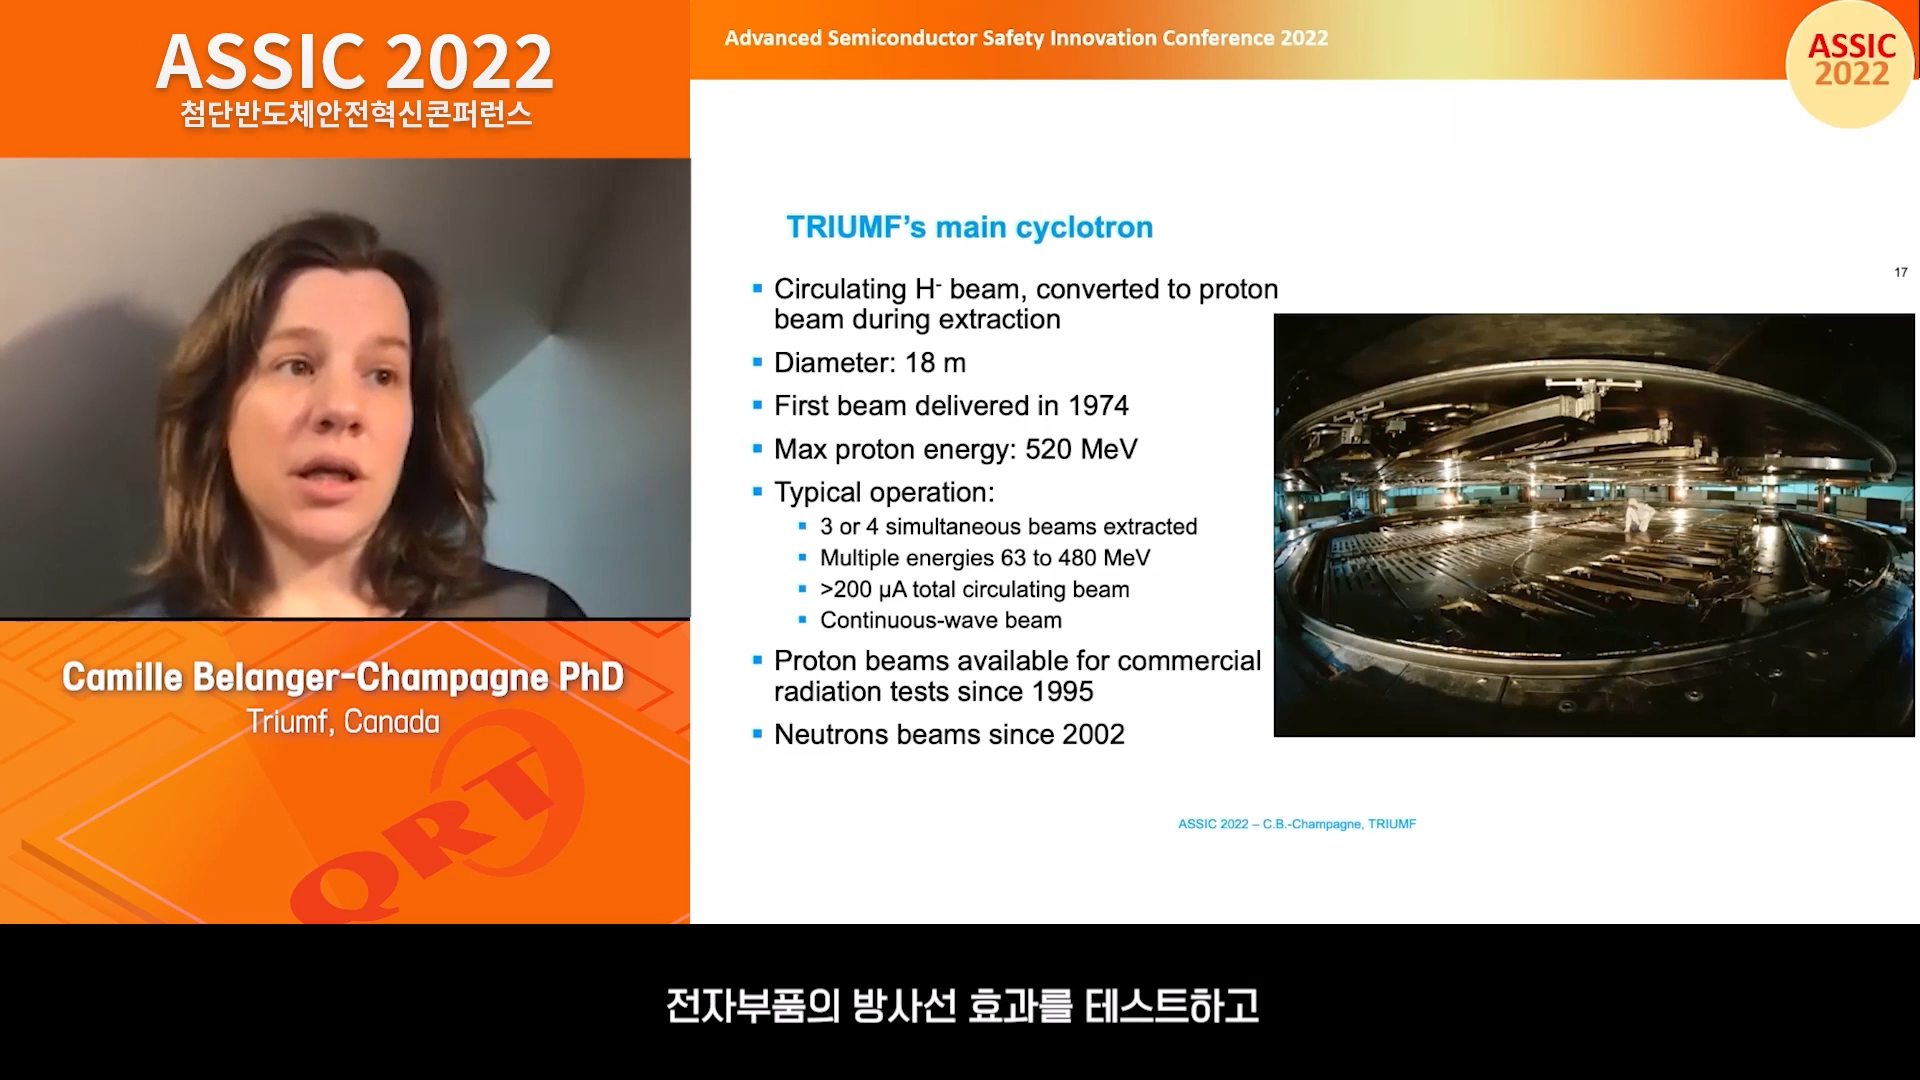 ASSIC 2022
첨단반도체안전혁신콘퍼런스
Advanced Semiconductor Safety Innovation Conference 2022
ASSIC
2022
TRIUMF's main cyclotron
17
▪ Circulating H⁻ beam, converted to proton
beam during extraction
▪ Diameter: 18 m
▪ First beam delivered in 1974
▪ Max proton energy: 520 MeV
▪ Typical operation:
▪ 3 or 4 simultaneous beams extracted
▪ Multiple energies 63 to 480 MeV
▪ >200 µA total circulating beam
▪ Continuous-wave beam
▪ Proton beams available for commercial
radiation tests since 1995
▪ Neutrons beams since 2002
ASSIC 2022 – C.B.-Champagne, TRIUMF
Camille Belanger-Champagne PhD
Triumf, Canada
QRT
전자부품의 방사선 효과를 테스트하고